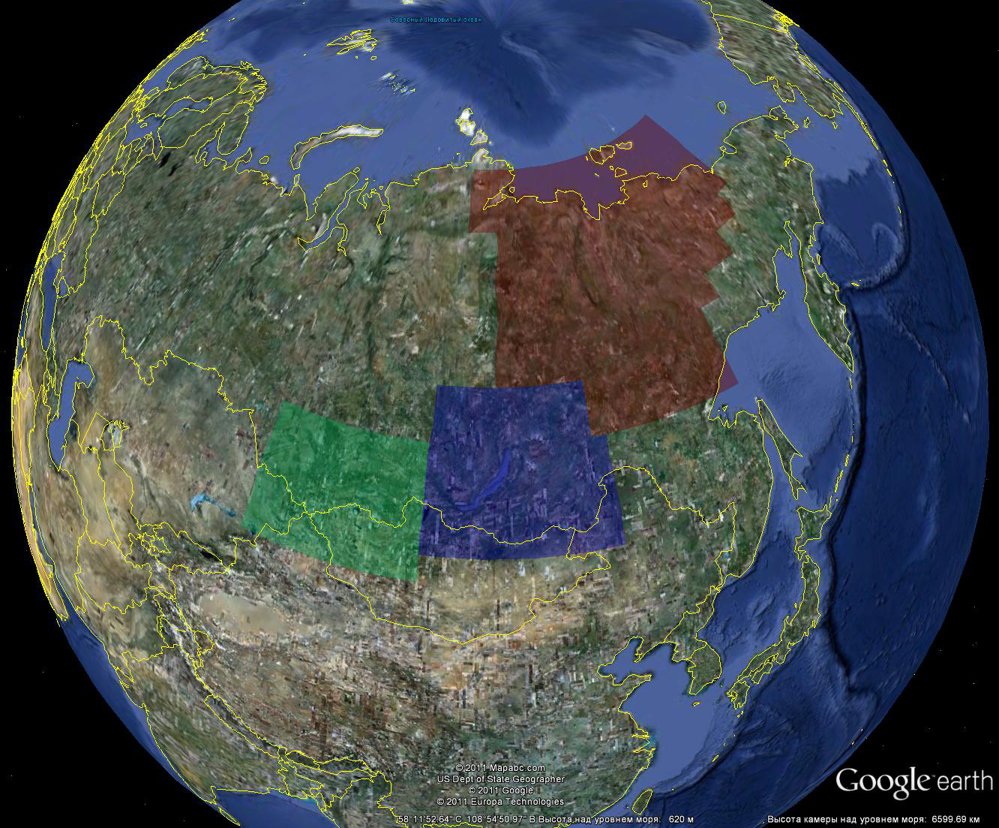 Северный Ледовитый океан
© 2011 Mapabc.com
US Dept of State Geographer
© 2011 Google
© 2011 Europa Technologies
Google earth
58°11'52.64" С 108°54'50.97" В Высота над уровнем моря: 620 м
Высота камеры над уровнем моря: 6599.69 км